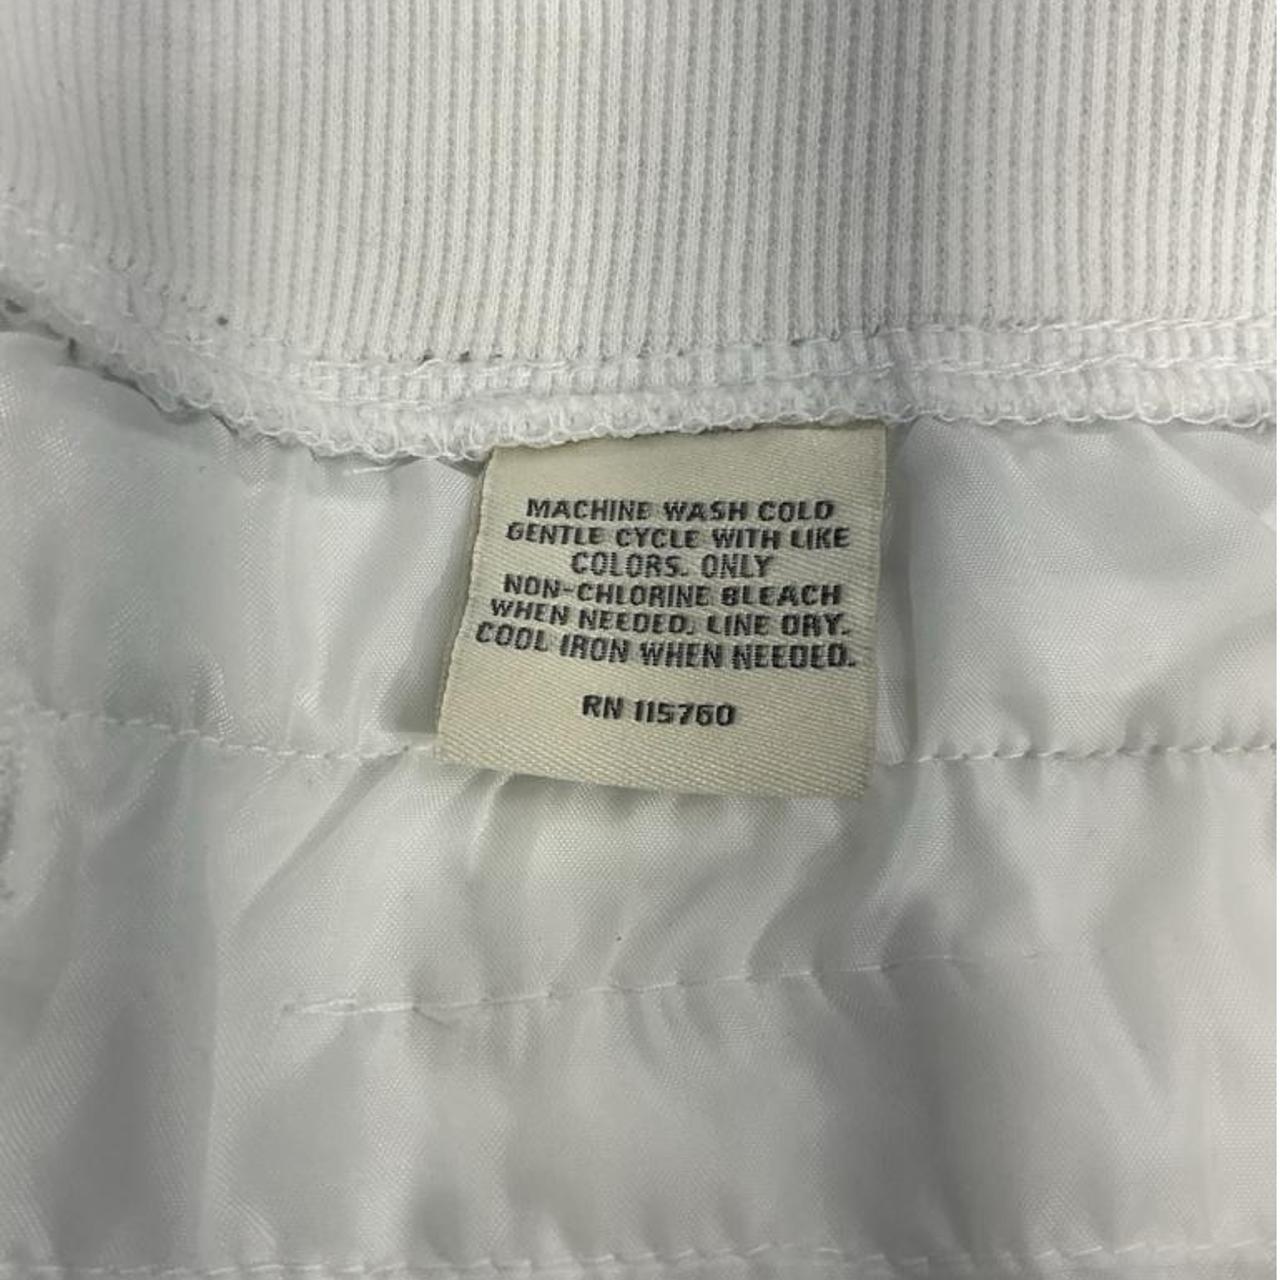 MACHINE WASH COLD
GENTLE CYCLE WITH LIKE
COLORS. ONLY
NON-CHLORINE BLEACH
WHEN NEEDED. LINE DRY.
COOL IRON WHEN NEEDED.
RN 115760